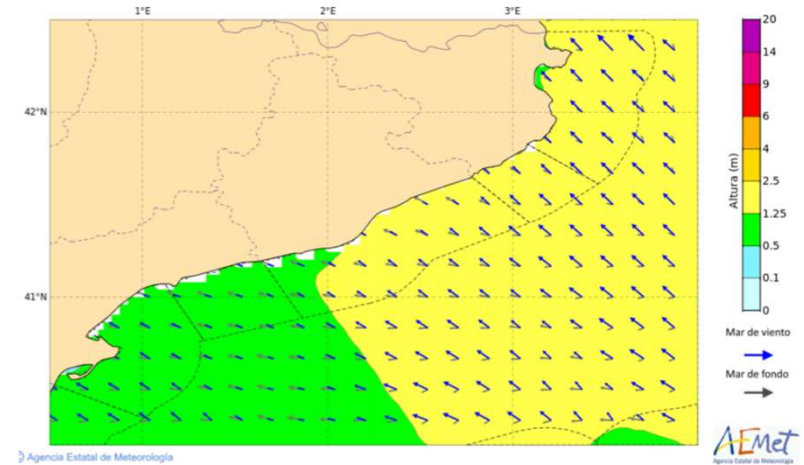 1°E 2°E 3°E
42°N
41°N
Altura (m)
20
14
9
6
4
2.5
1.25
0.5
0.1
0
Mar de viento
Mar de fondo
AEMet
Agencia Estatal de Meteorología
© Agencia Estatal de Meteorología